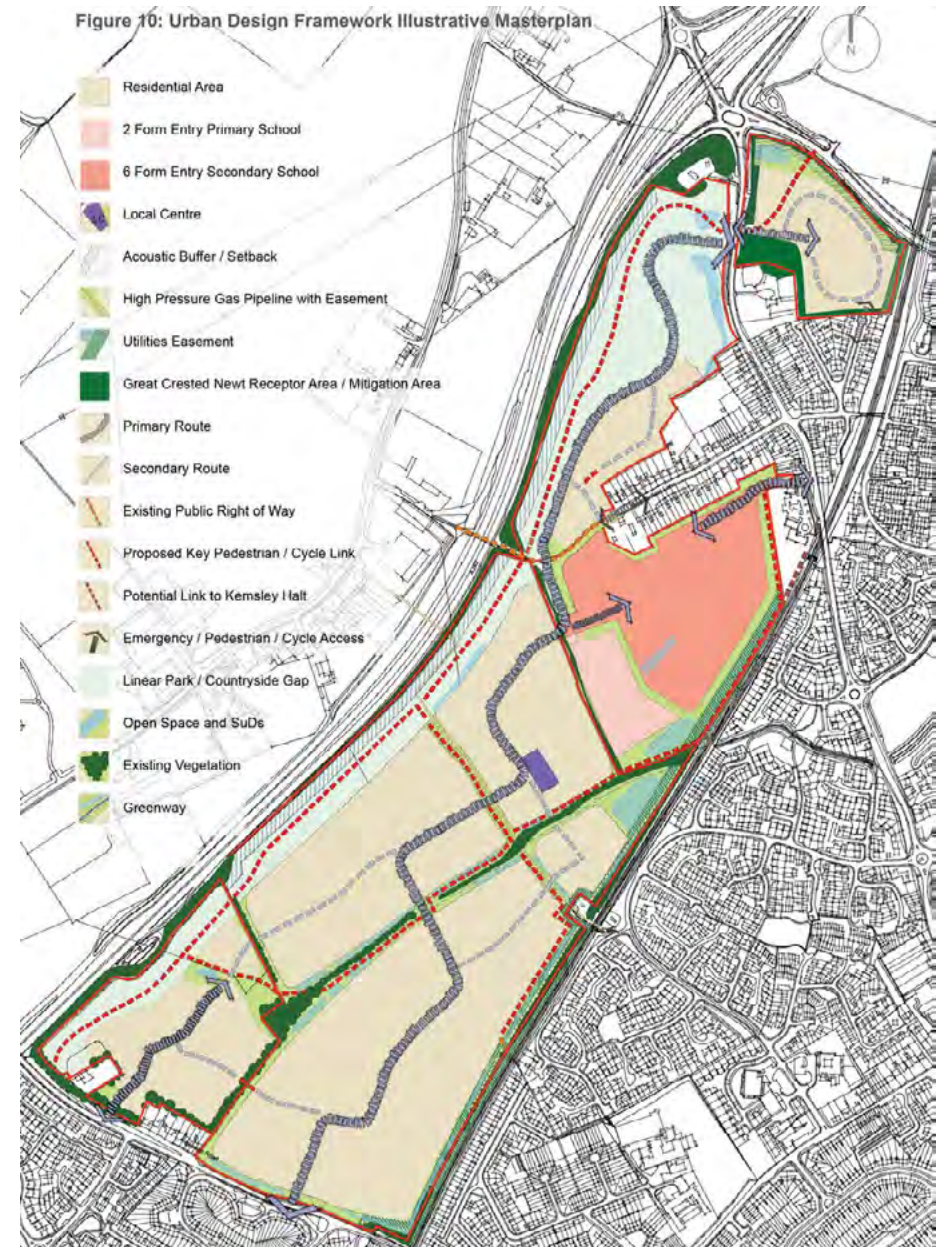 Figure 10: Urban Design Framework Illustrative Masterplan
N
Residential Area
2 Form Entry Primary School
6 Form Entry Secondary School
Local Centre
Acoustic Buffer / Setback
High Pressure Gas Pipeline with Easement
Utilities Easement
Great Crested Newt Receptor Area / Mitigation Area
Primary Route
Secondary Route
Existing Public Right of Way
Proposed Key Pedestrian / Cycle Link
Potential Link to Kemsley Halt
Emergency / Pedestrian / Cycle Access
Linear Park / Countryside Gap
Open Space and SuDs
Existing Vegetation
Greenway